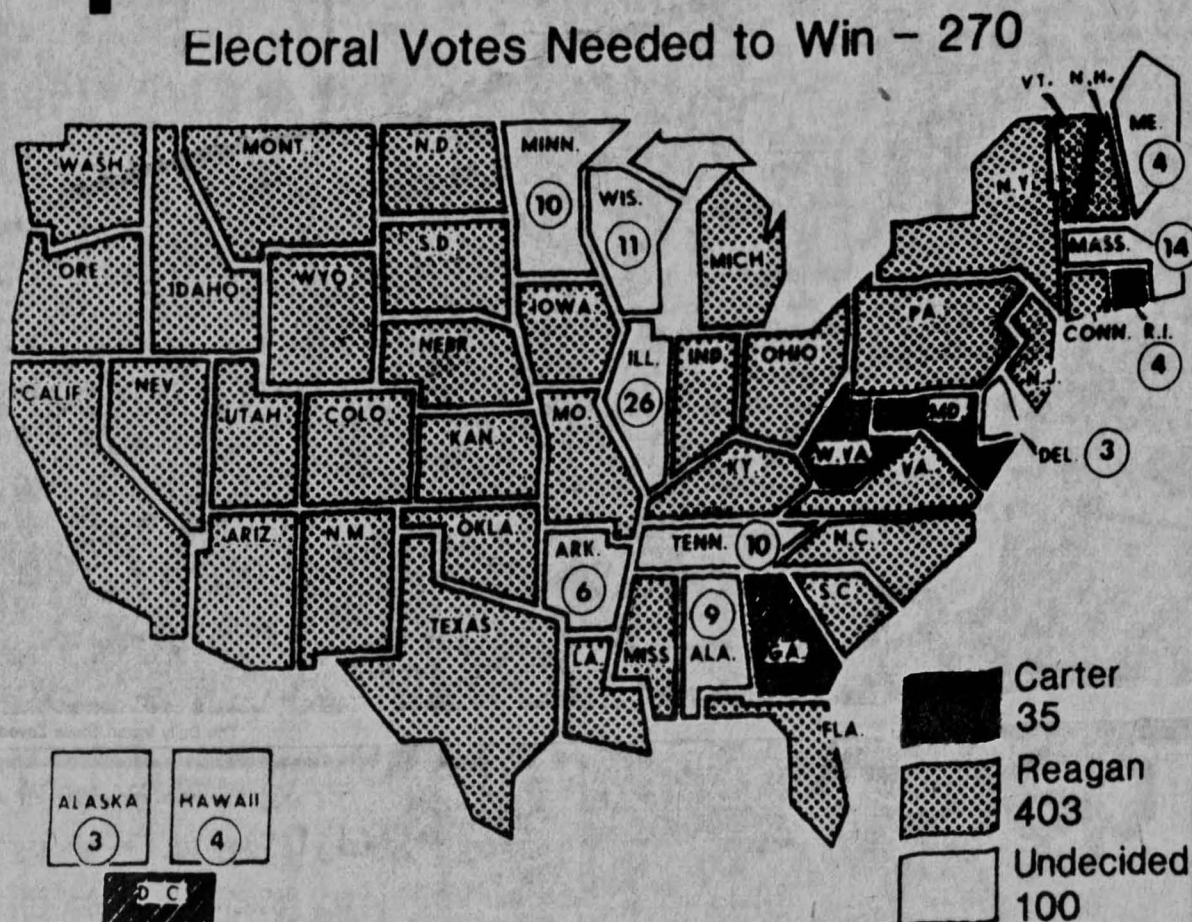 Electoral Votes Needed to Win – 270
VT. N.H.
ME.
4
WASH.
MONT.
N.D.
MINN.
10
WIS.
11
MICH
N.Y.
MASS.
14
ORE
IDAHO
WYO
S.D.
IOWA
PA.
CONN. R.I.
4
N.J.
CALIF
NEV
UTAH
COLO
NEBR
KAN.
MO.
ILL.
26
IND
OHIO
W.VA
MD.
DEL. 3
KY.
VA.
ARIZ
N.M.
OKLA
ARK.
6
TENN. 10
N.C.
S.C.
TEXAS
LA.
MISS
9
ALA.
GA.
FLA.
ALASKA
3
HAWAII
4
D C
Carter
35
Reagan
403
Undecided
100